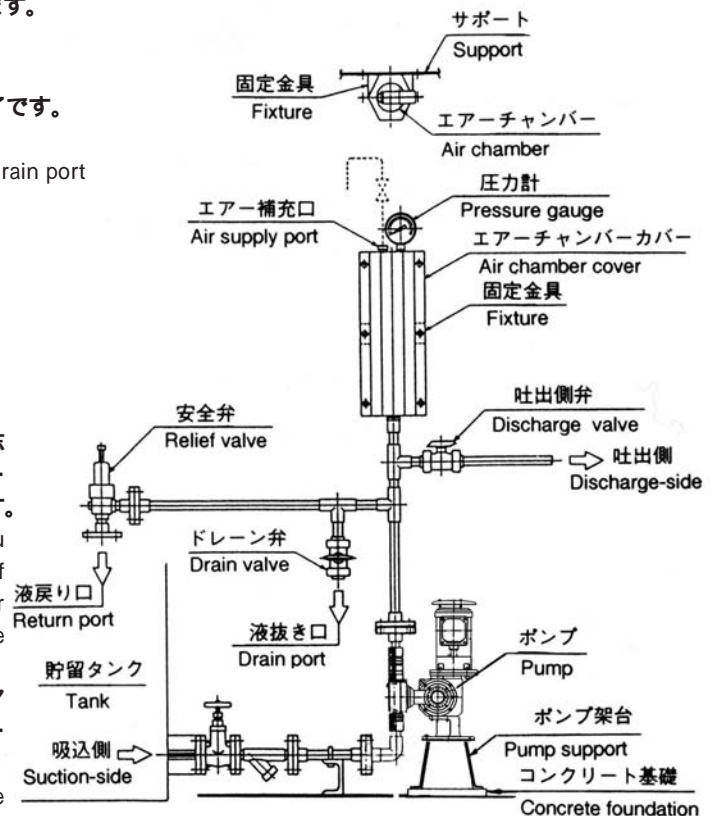 ます。
です。
rain port
サポート
Support
固定金具
Fixture
エアーチャンバー
Air chamber
圧力計
Pressure gauge
エアー補充口
Air supply port
エアーチャンバーカバー
Air chamber cover
固定金具
Fixture
吐出側弁
Discharge valve
吐出側
Discharge-side
安全弁
Relief valve
ドレーン弁
Drain valve
液戻り口
Return port
液抜き口
Drain port
貯留タンク
Tank
ポンプ
Pump
吸込側
Suction-side
ポンプ架台
Pump support
コンクリート基礎
Concrete foundation